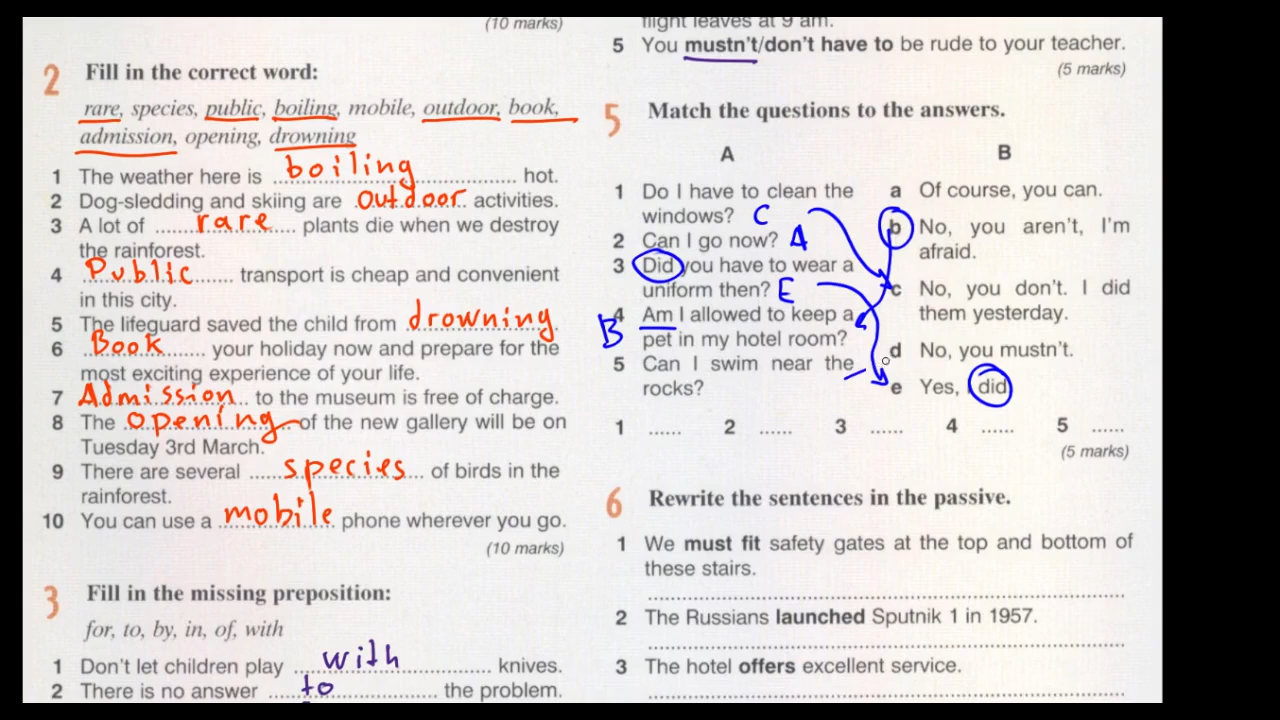 (10 marks)
2 Fill in the correct word:
rare, species, public, boiling, mobile, outdoor, book,
admission, opening, drowning
1 The weather here is boiling hot.
2 Dog-sledding and skiing are outdoor activities.
3 A lot of rare plants die when we destroy
the rainforest.
4 Public transport is cheap and convenient
in this city.
5 The lifeguard saved the child from drowning.
6 Book your holiday now and prepare for the
most exciting experience of your life.
7 Admission to the museum is free of charge.
8 The opening of the new gallery will be on
Tuesday 3rd March.
9 There are several species of birds in the
rainforest.
10 You can use a mobile phone wherever you go.
(10 marks)
3 Fill in the missing preposition:
for, to, by, in, of, with
1 Don't let children play with knives.
2 There is no answer to the problem.
flight leaves at 9 am.
5 You mustn't/don't have to be rude to your teacher.
(5 marks)
5 Match the questions to the answers.
A B
1 Do I have to clean the
windows? C
2 Can I go now? A
3 Did you have to wear a
uniform then? E
4 Am I allowed to keep a
B pet in my hotel room?
5 Can I swim near the
rocks?
a Of course, you can.
b No, you aren't, I'm
afraid.
c No, you don't. I did
them yesterday.
d No, you mustn't.
e Yes, I did
1 ...... 2 ...... 3 ...... 4 ...... 5 ......
(5 marks)
6 Rewrite the sentences in the passive.
1 We must fit safety gates at the top and bottom of
these stairs.
2 The Russians launched Sputnik 1 in 1957.
3 The hotel offers excellent service.